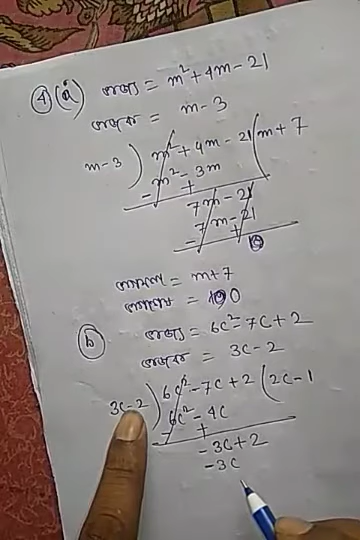 ④(a) ভাজ্য = m² + 4m - 21
ভাজক = m - 3
m - 3 ) m² + 4m - 21 ( m + 7
m² - 3m
- +
7m - 21
7m - 21
- +
0
ভাগফল = m + 7
ভাগশেষ = 0
ⓑ ভাজ্য = 6c² - 7c + 2
ভাজক = 3c - 2
3c - 2 ) 6c² - 7c + 2 ( 2c - 1
6c² - 4c
- +
- 3c + 2
- 3c